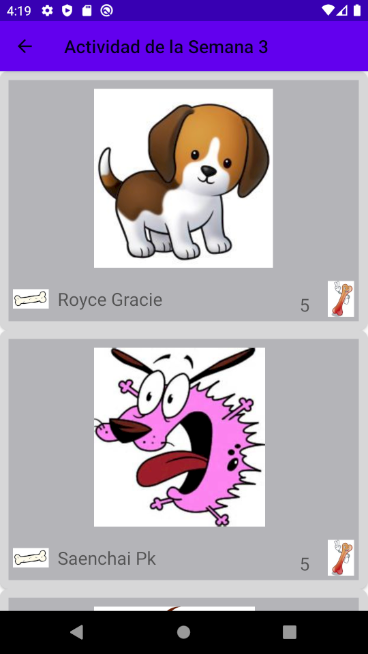 4:19
Actividad de la Semana 3
Royce Gracie
5
Saenchai Pk
5